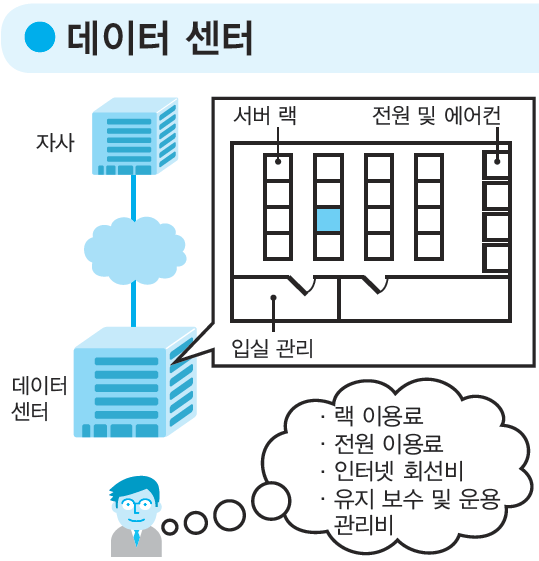 데이터 센터
자사
서버 랙
전원 및 에어컨
입실 관리
데이터
센터
· 랙 이용료
· 전원 이용료
· 인터넷 회선비
· 유지 보수 및 운용
관리비